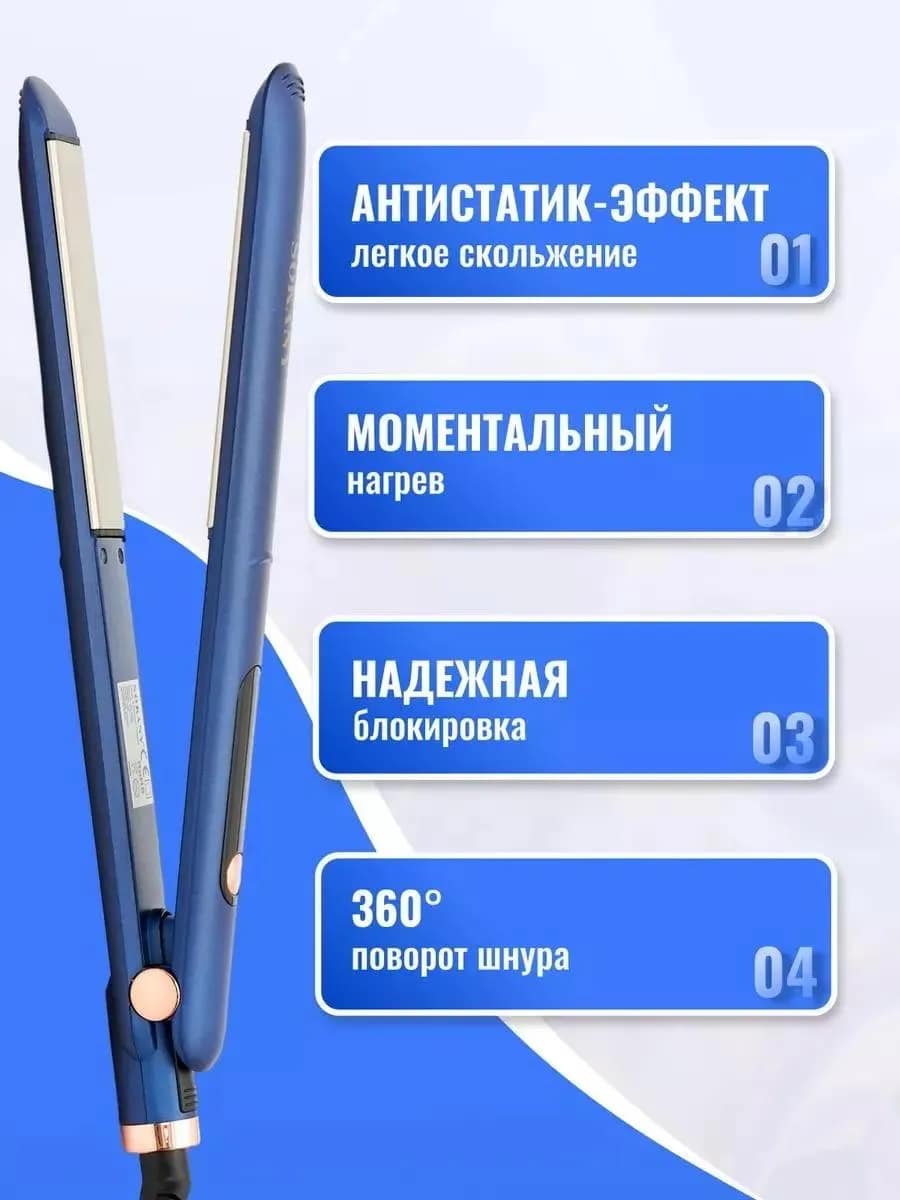 АНТИСТАТИК-ЭФФЕКТ
легкое скольжение
01
МОМЕНТАЛЬНЫЙ
нагрев
02
НАДЕЖНАЯ
блокировка
03
360°
поворот шнура
04